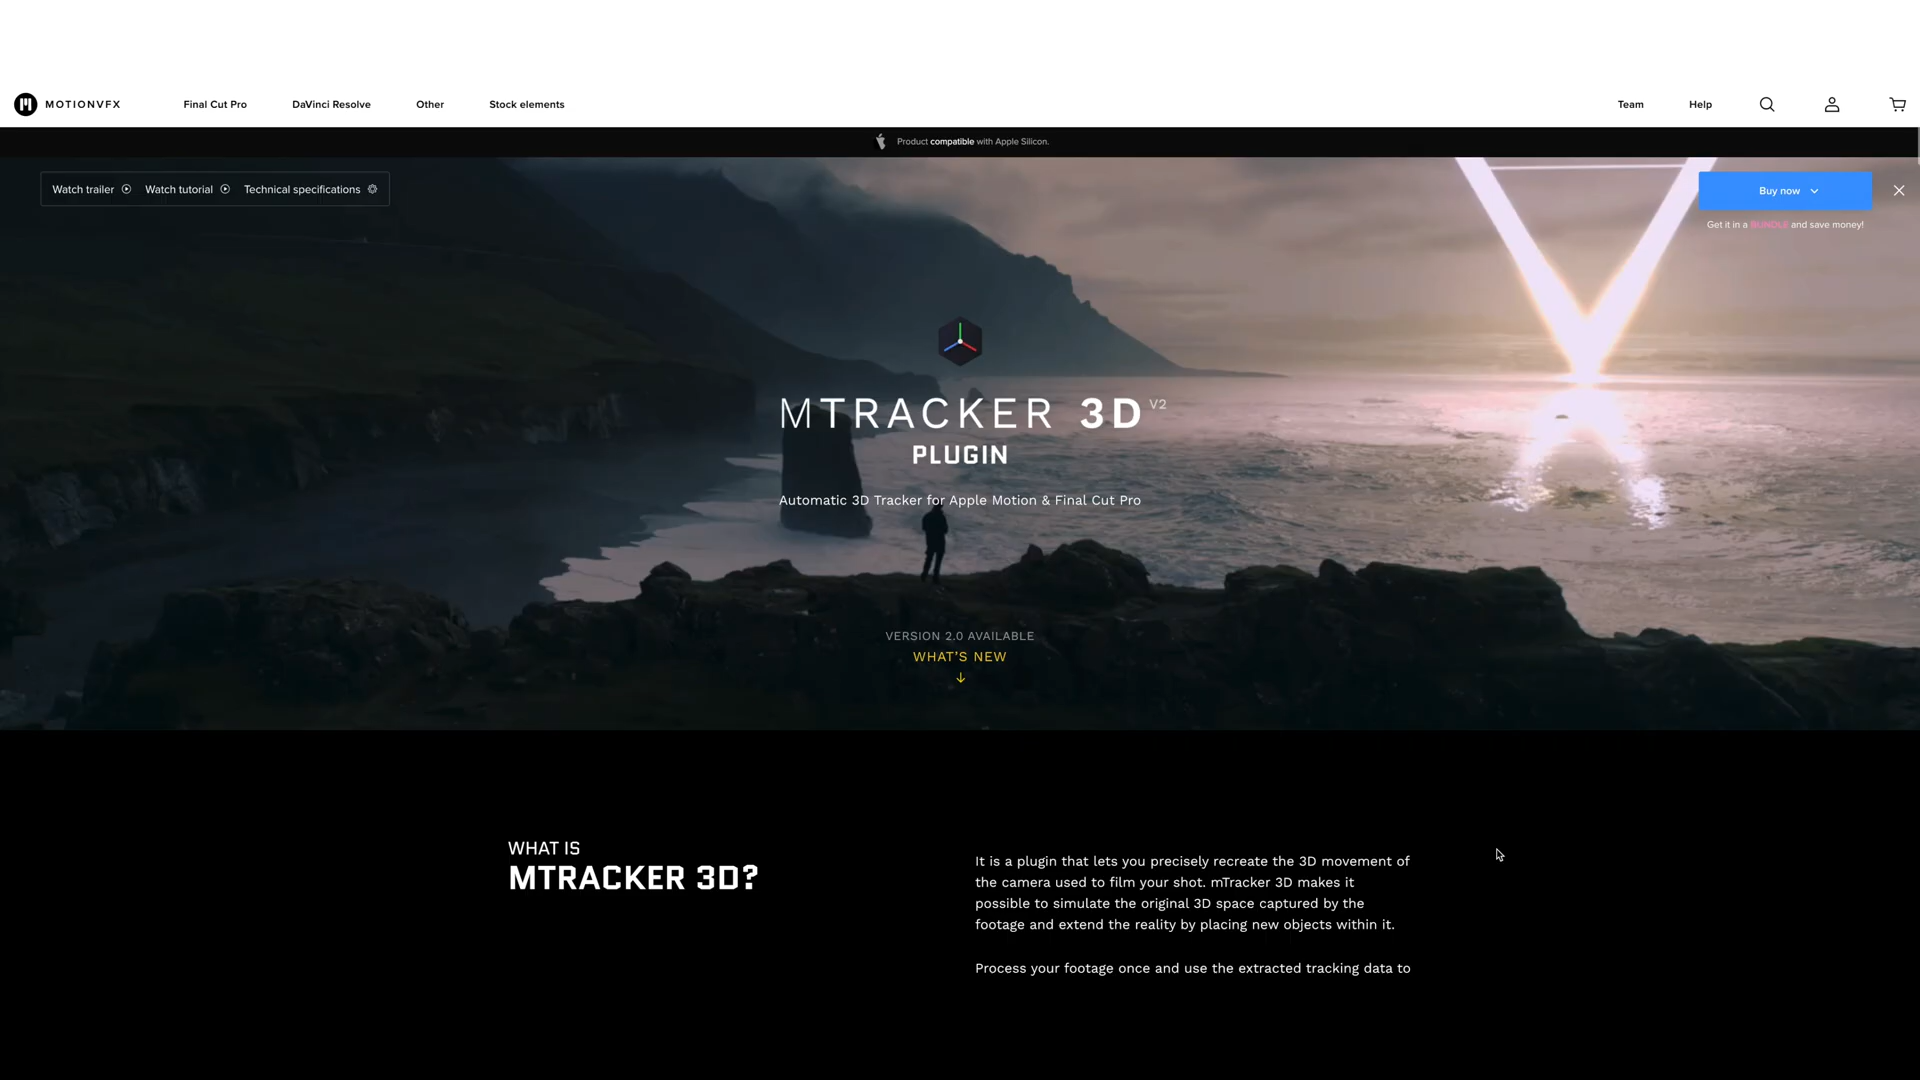 MOTIONVFX
Final Cut Pro
DaVinci Resolve
Other
Stock elements
Team
Help
Product compatible with Apple Silicon.
Watch trailer
Watch tutorial
Technical specifications
Buy now
Get it in a BUNDLE and save money!
MTRACKER 3D V2
PLUGIN
Automatic 3D Tracker for Apple Motion & Final Cut Pro
VERSION 2.0 AVAILABLE
WHAT'S NEW
WHAT IS
MTRACKER 3D?
It is a plugin that lets you precisely recreate the 3D movement of
the camera used to film your shot. mTracker 3D makes it
possible to simulate the original 3D space captured by the
footage and extend the reality by placing new objects within it.
Process your footage once and use the extracted tracking data to